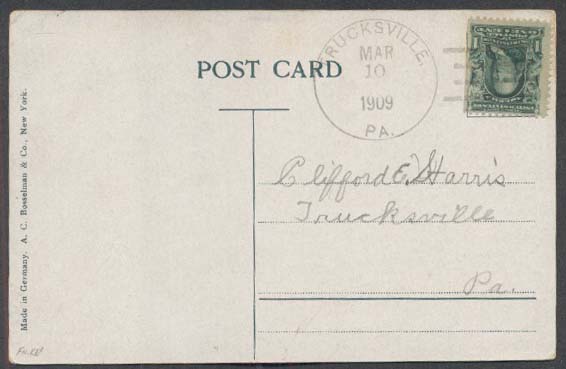 TRUCKSVILLE,
MAR
10
1909
PA.
POST CARD
Made in Germany. A. C. Bosselman & Co., New York.
Clifford E. Harris
Trucksville
Pa.